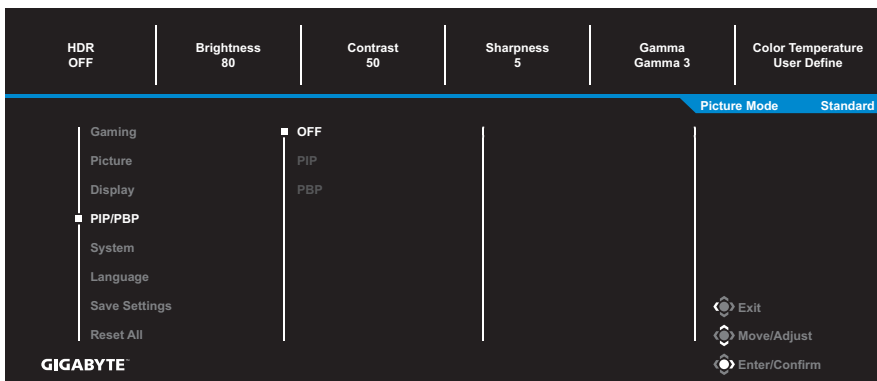 HDR Brightness Contrast Sharpness Gamma Color Temperature
OFF 80 50 5 Gamma 3 User Define
Picture Mode Standard
Gaming OFF
Picture PIP
Display PBP
PIP/PBP
System
Language
Save Settings
Exit
Reset All
Move/Adjust
GIGABYTE™
Enter/Confirm